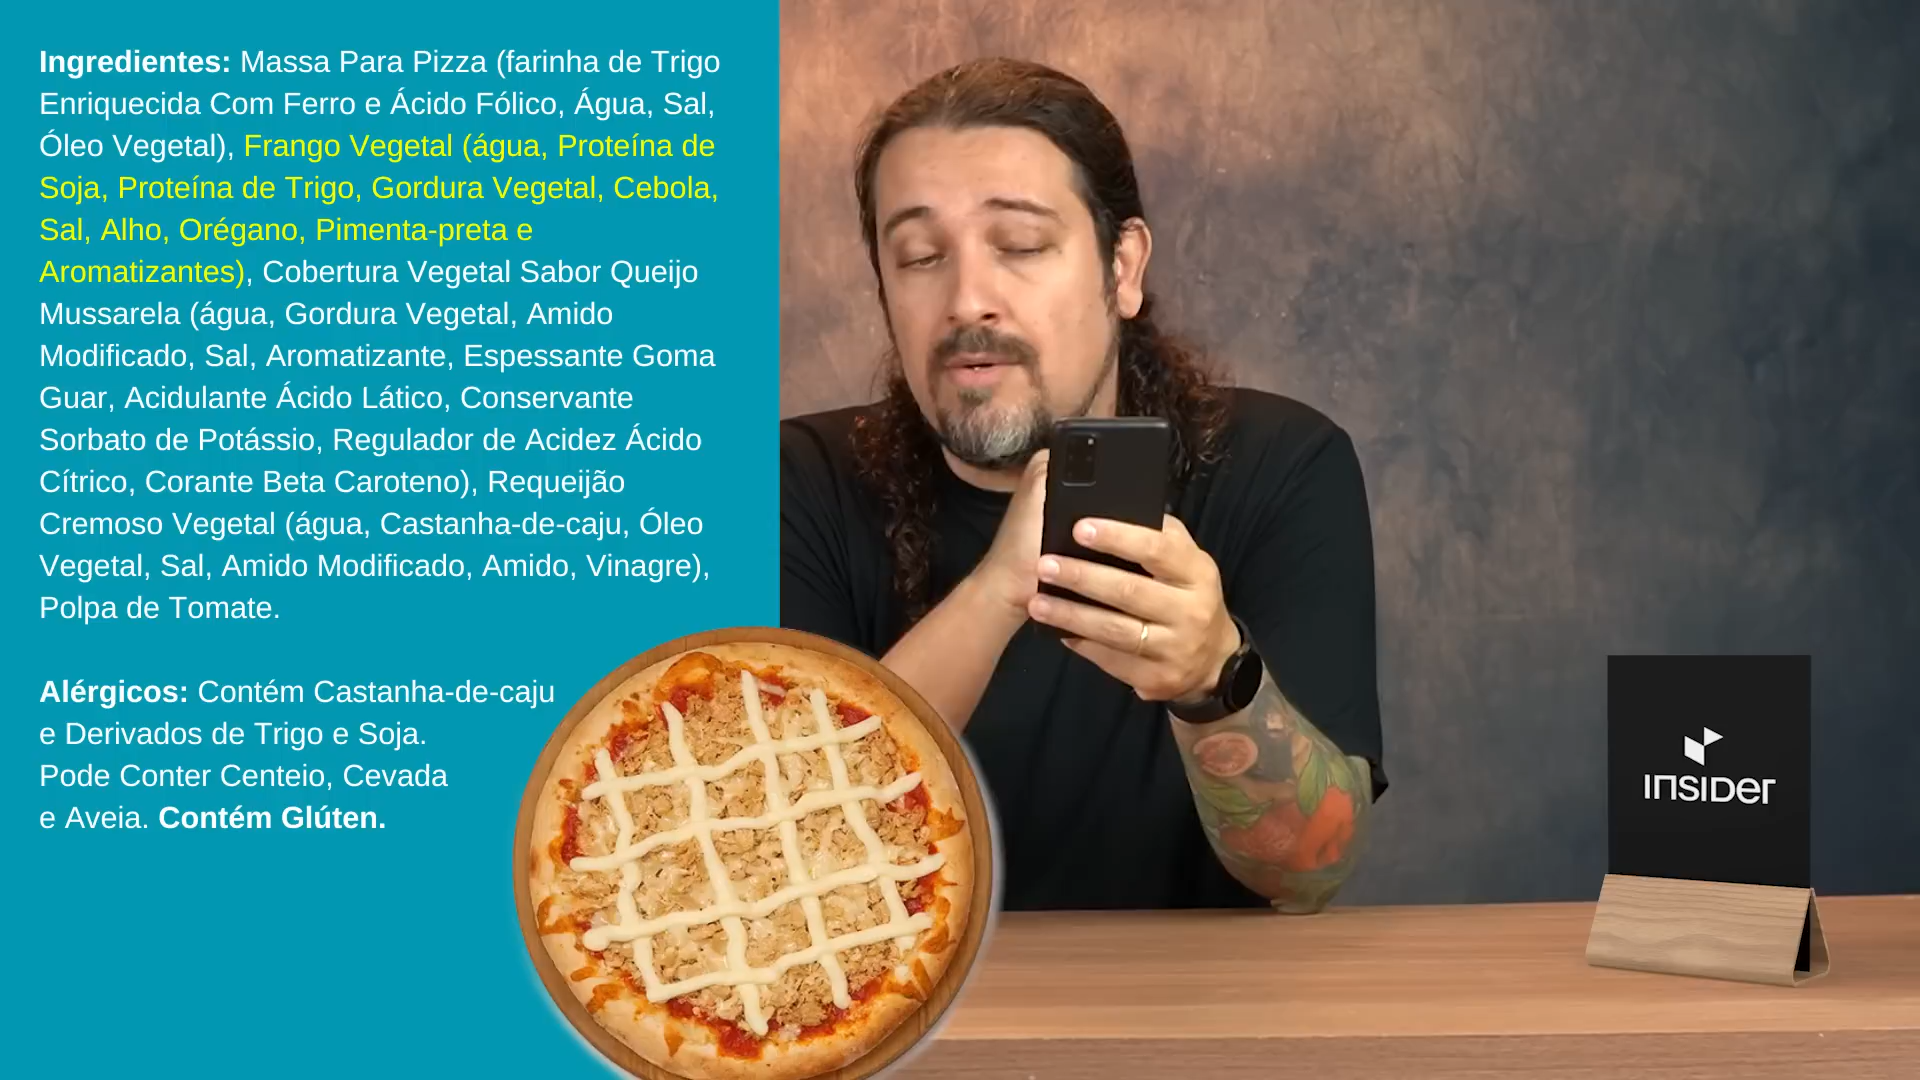 Ingredientes: Massa Para Pizza (farinha de Trigo
Enriquecida Com Ferro e Ácido Fólico, Água, Sal,
Óleo Vegetal), Frango Vegetal (água, Proteína de
Soja, Proteína de Trigo, Gordura Vegetal, Cebola,
Sal, Alho, Orégano, Pimenta-preta e
Aromatizantes), Cobertura Vegetal Sabor Queijo
Mussarela (água, Gordura Vegetal, Amido
Modificado, Sal, Aromatizante, Espessante Goma
Guar, Acidulante Ácido Lático, Conservante
Sorbato de Potássio, Regulador de Acidez Ácido
Cítrico, Corante Beta Caroteno), Requeijão
Cremoso Vegetal (água, Castanha-de-caju, Óleo
Vegetal, Sal, Amido Modificado, Amido, Vinagre),
Polpa de Tomate.
Alérgicos: Contém Castanha-de-caju
e Derivados de Trigo e Soja.
Pode Conter Centeio, Cevada
e Aveia. Contém Glúten.
INSIDER